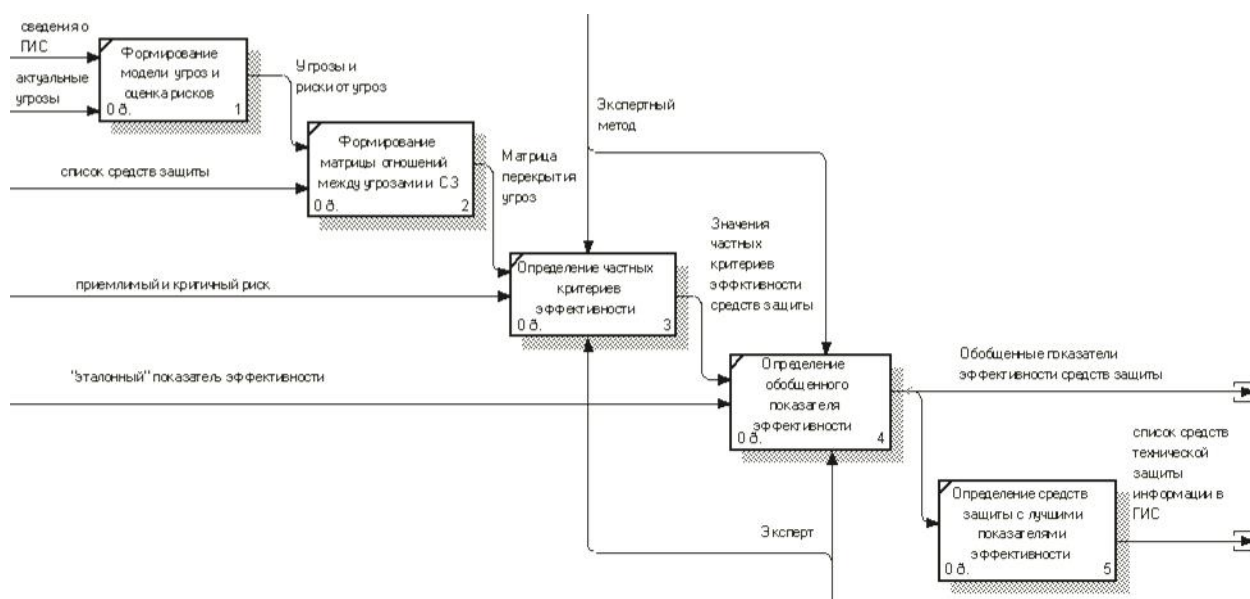 сведения о
ГИС
актуальные
угрозы
Формирование
модели угроз и
оценка рисков
0 ð. 1
Угрозы и
риски от угроз
Экспертный
метод
список средств защиты
Формирование
матрицы отношений
между угрозами и СЗ
0 ð. 2
Матрица
перекрытия
угроз
приемлимый и критичный риск
Определение частных
критериев
эффективности
0 ð. 3
Значения
частных
критериев
эффктивности
средств защиты
"эталонный" показатель эффективности
Определение
обобщенного
показателя
эффективности
0 ð. 4
Обобщенные показатели
эффективности средств защиты
Эксперт
Определение средств
защиты с лучшими
показателями
эффективности
0 ð. 5
список средств
технической
защиты
информации в
ГИС